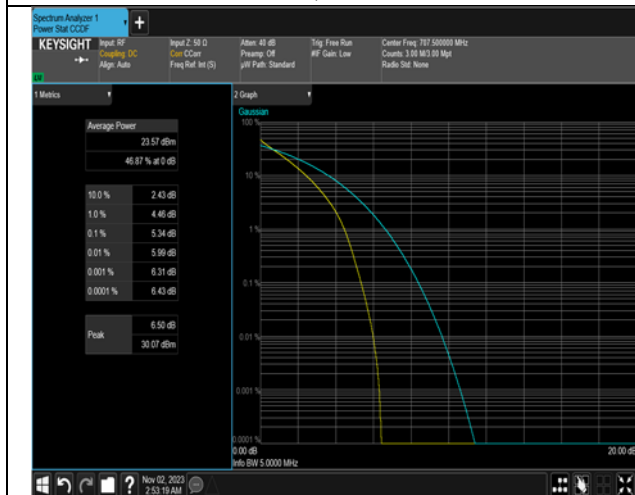 Spectrum Analyzer 1
Power Stat CCDF
+
KEYSIGHT
Input: RF
Coupling: DC
Align: Auto
Input Z: 50 Ω
Corr CCorr
Freq Ref: Int (S)
Atten: 40 dB
Preamp: Off
µW Path: Standard
Trig: Free Run
#IF Gain: Low
Center Freq: 787.500000 MHz
Counts: 3.00 M/3.00 Mpt
Radio Std: None
1 Metrics
Average Power
23.57 dBm
46.87 % at 0 dB
10.0 % 2.43 dB
1.0 % 4.46 dB
0.1 % 5.34 dB
0.01 % 5.99 dB
0.001 % 6.31 dB
0.0001 % 6.43 dB
Peak 6.50 dB
30.07 dBm
2 Graph
Gaussian
100 %
10 %
1 %
0.1 %
0.01 %
0.001 %
0.0001 %
0.00 dB 20.00 dB
Info BW 5.0000 MHz
?
Nov 02, 2023
2:53:19 AM